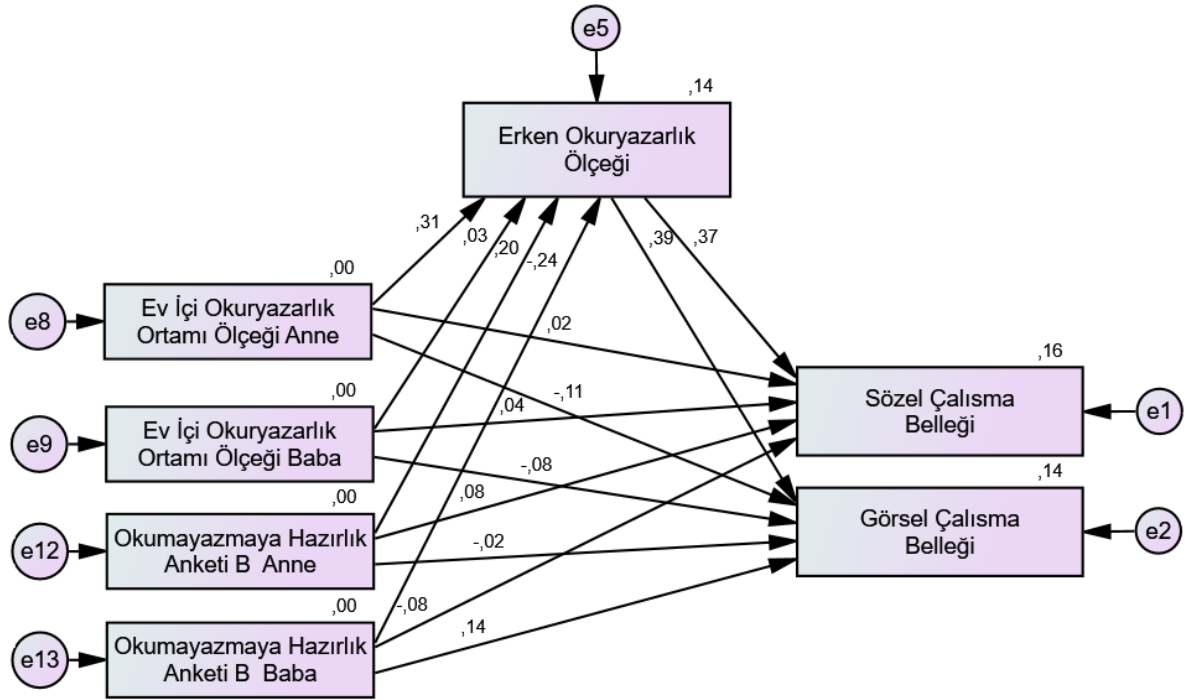 e5
,14
Erken Okuryazarlık
Ölçeği
,31
,03
,20
-,24
,39
,37
,00
e8
Ev İçi Okuryazarlık
Ortamı Ölçeği Anne
,02
-,11
,00
e9
Ev İçi Okuryazarlık
Ortamı Ölçeği Baba
,04
-,08
,16
Sözel Çalısma
Belleği
e1
,00
e12
Okumayazmaya Hazırlık
Anketi B Anne
,08
-,02
,14
Görsel Çalısma
Belleği
e2
,00
e13
Okumayazmaya Hazırlık
Anketi B Baba
-,08
,14